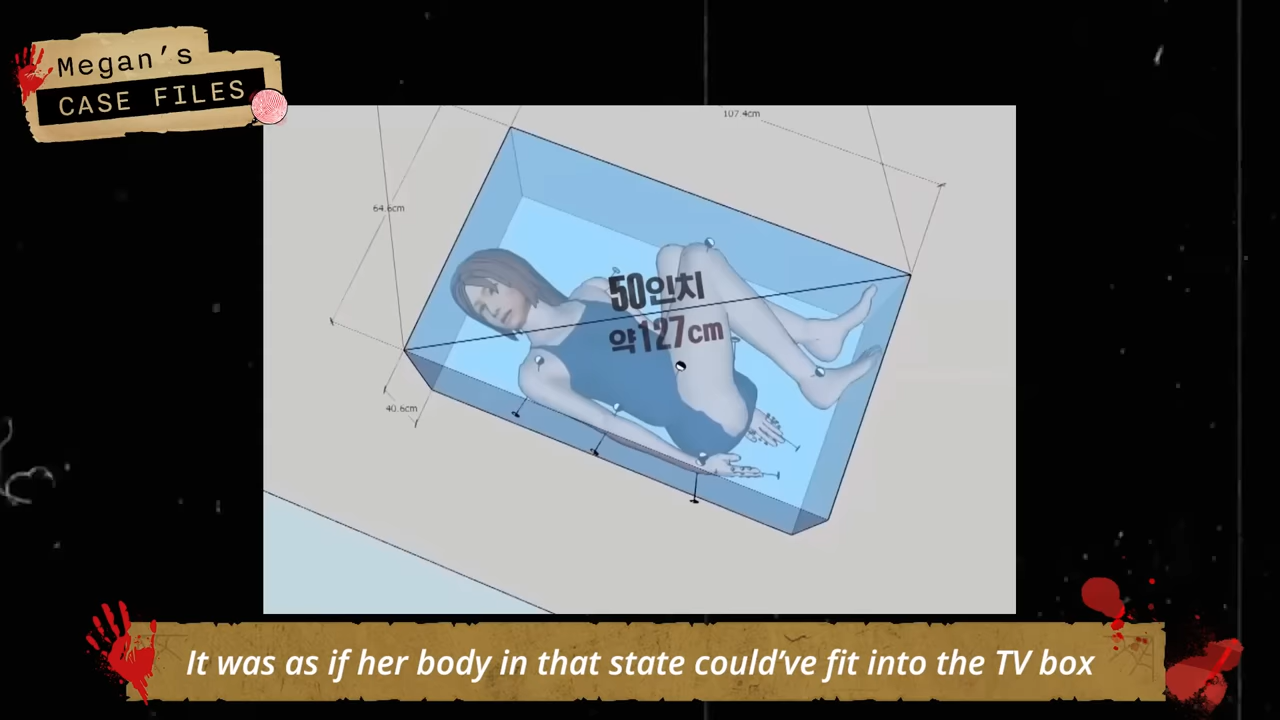 Megan's
CASE FILES
107.4cm
64.6cm
50인치
약127cm
40.6cm
It was as if her body in that state could've fit into the TV box